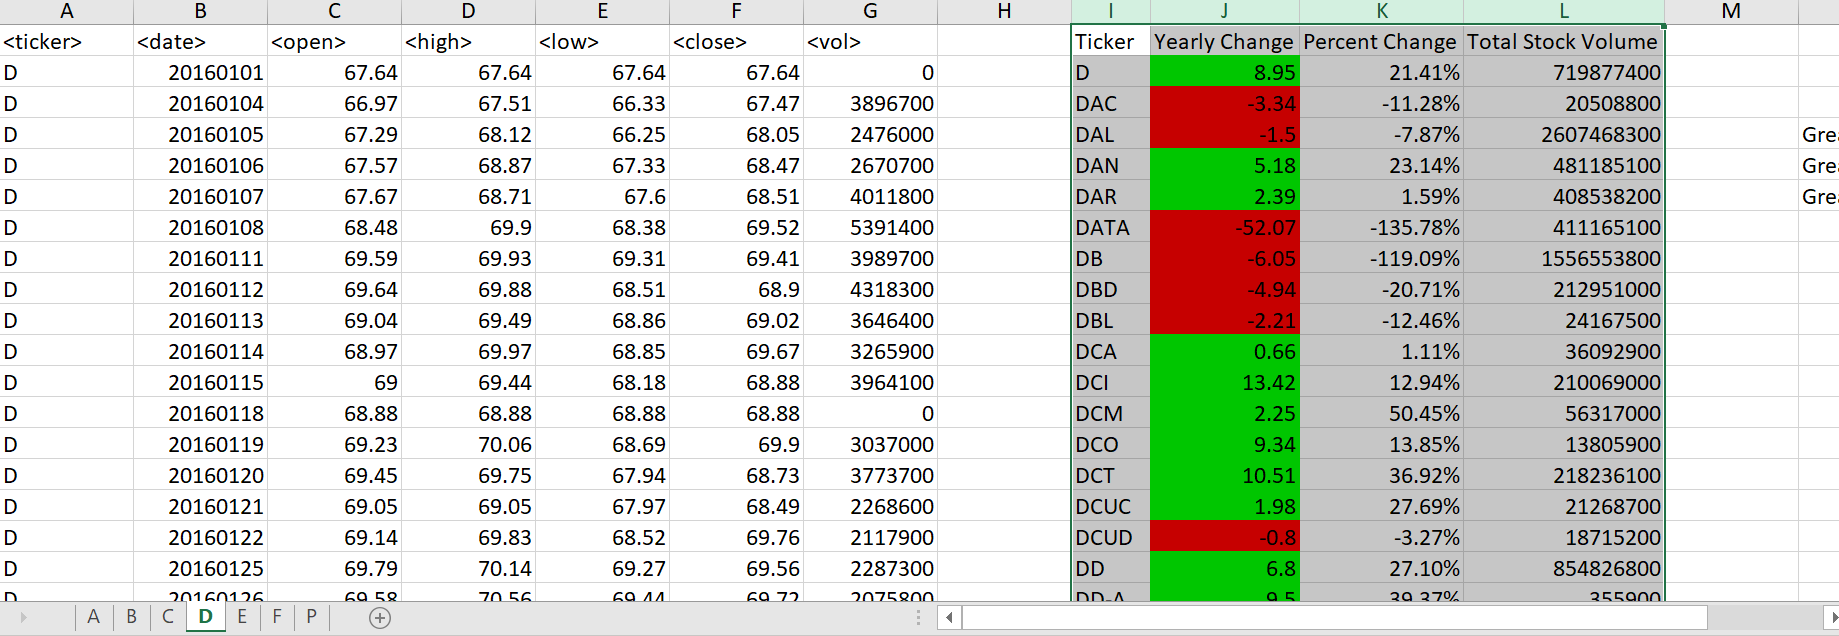 A B C D E F G H I J K L M
<ticker> <date> <open> <high> <low> <close> <vol> Ticker Yearly Change Percent Change Total Stock Volume
D 20160101 67.64 67.64 67.64 67.64 0 D 8.95 21.41% 719877400
D 20160104 66.97 67.51 66.33 67.47 3896700 DAC -3.34 -11.28% 20508800
D 20160105 67.29 68.12 66.25 68.05 2476000 DAL -1.5 -7.87% 2607468300 Grea
D 20160106 67.57 68.87 67.33 68.47 2670700 DAN 5.18 23.14% 481185100 Grea
D 20160107 67.67 68.71 67.6 68.51 4011800 DAR 2.39 1.59% 408538200 Grea
D 20160108 68.48 69.9 68.38 69.52 5391400 DATA -52.07 -135.78% 411165100
D 20160111 69.59 69.93 69.31 69.41 3989700 DB -6.05 -119.09% 1556553800
D 20160112 69.64 69.88 68.51 68.9 4318300 DBD -4.94 -20.71% 212951000
D 20160113 69.04 69.49 68.86 69.02 3646400 DBL -2.21 -12.46% 24167500
D 20160114 68.97 69.97 68.85 69.67 3265900 DCA 0.66 1.11% 36092900
D 20160115 69 69.44 68.18 68.88 3964100 DCI 13.42 12.94% 210069000
D 20160118 68.88 68.88 68.88 68.88 0 DCM 2.25 50.45% 56317000
D 20160119 69.23 70.06 68.69 69.9 3037000 DCO 9.34 13.85% 13805900
D 20160120 69.45 69.75 67.94 68.73 3773700 DCT 10.51 36.92% 218236100
D 20160121 69.05 69.05 67.97 68.49 2268600 DCUC 1.98 27.69% 21268700
D 20160122 69.14 69.83 68.52 69.76 2117900 DCUD -0.8 -3.27% 18715200
D 20160125 69.79 70.14 69.27 69.56 2287300 DD 6.8 27.10% 854826800
D 20160126 69.58 70.56 69.44 69.72 2075800 DD-A 9.5 39.37% 355900
A B C D E F P